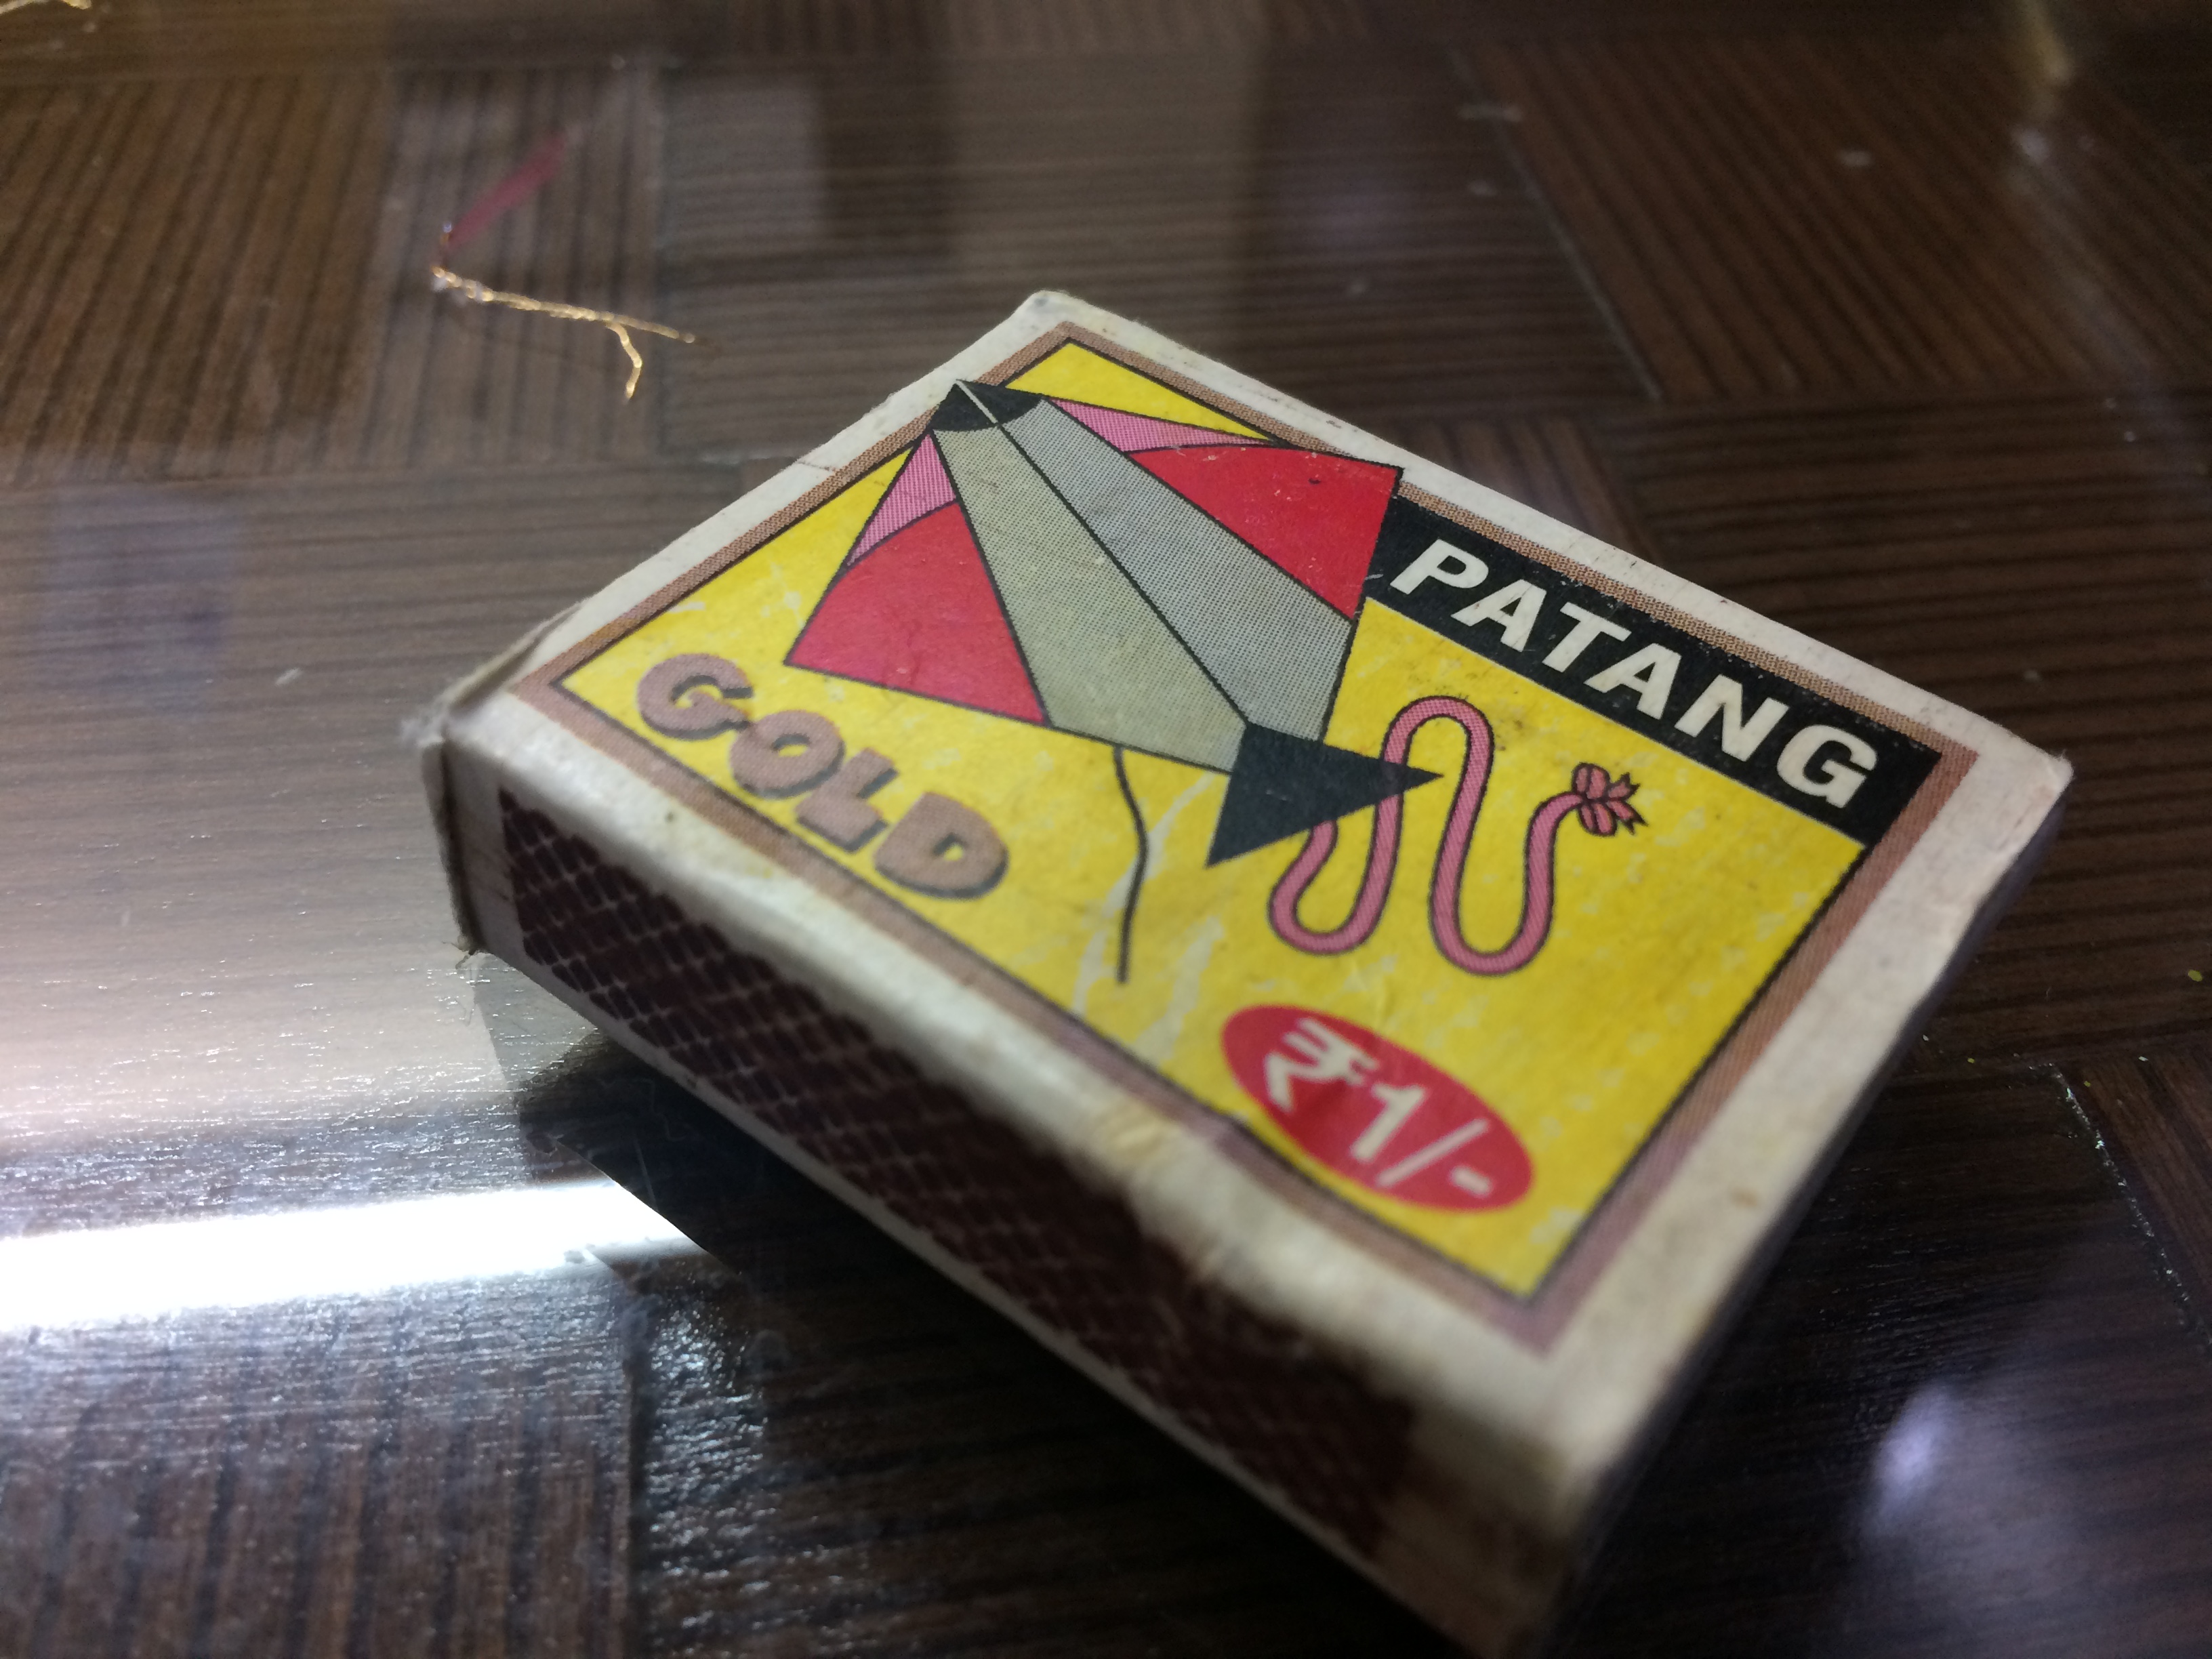 PATANG
GOLD
₹1/-